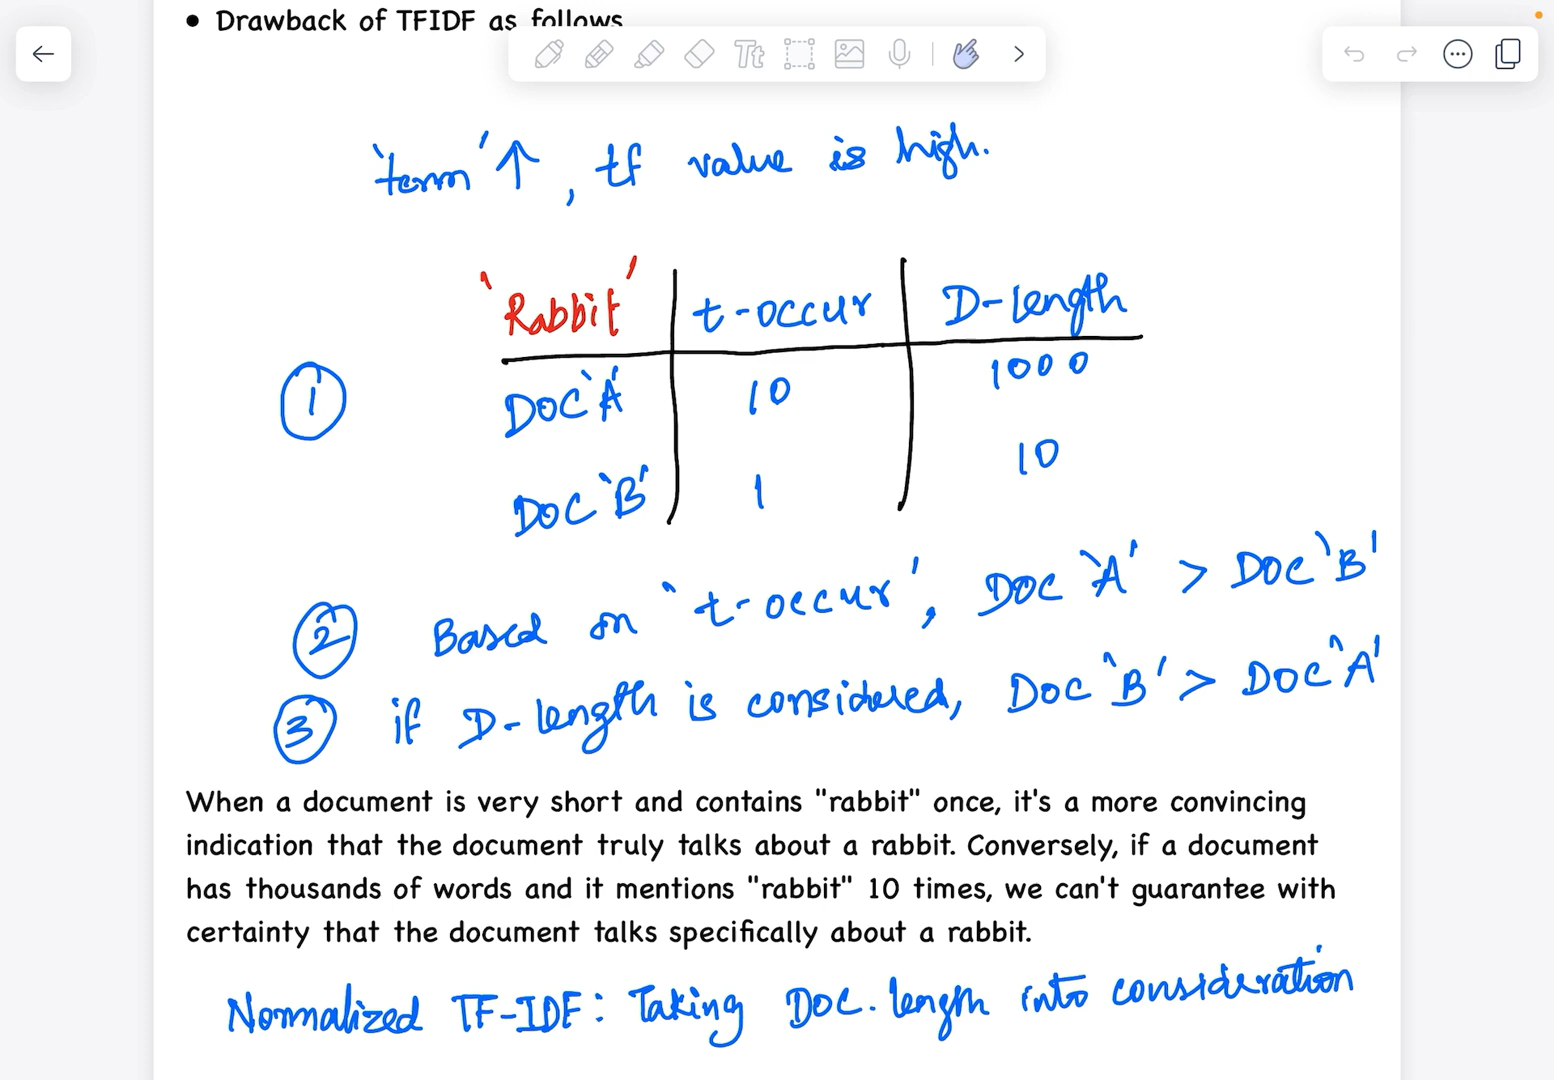 • Drawback of TFIDF as follows
Tt
'term' ↑, tf value is high.
'Rabbit' t-occur D-length
① DOC 'A' 10 1000
DOC 'B' 1 10
② Based on 't-occur', DOC 'A' > DOC 'B'
③ if D-length is considered, DOC 'B' > DOC 'A'
When a document is very short and contains "rabbit" once, it's a more convincing
indication that the document truly talks about a rabbit. Conversely, if a document
has thousands of words and it mentions "rabbit" 10 times, we can't guarantee with
certainty that the document talks specifically about a rabbit.
Normalized TF-IDF: Taking Doc. length into consideration